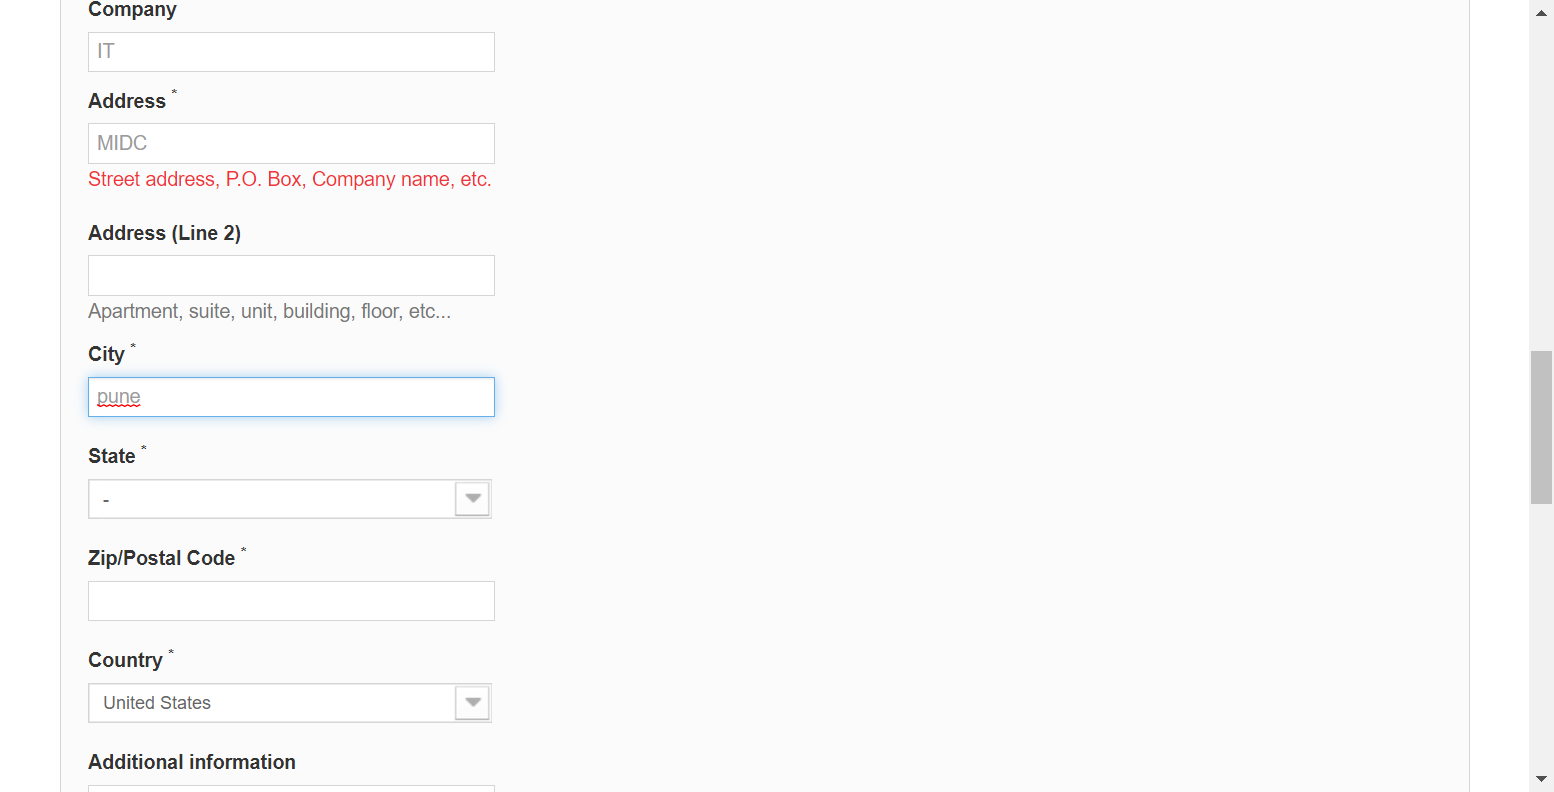 Company
IT
Address *
MIDC
Street address, P.O. Box, Company name, etc.
Address (Line 2)
Apartment, suite, unit, building, floor, etc...
City *
pune
State *
-
Zip/Postal Code *
Country *
United States
Additional information